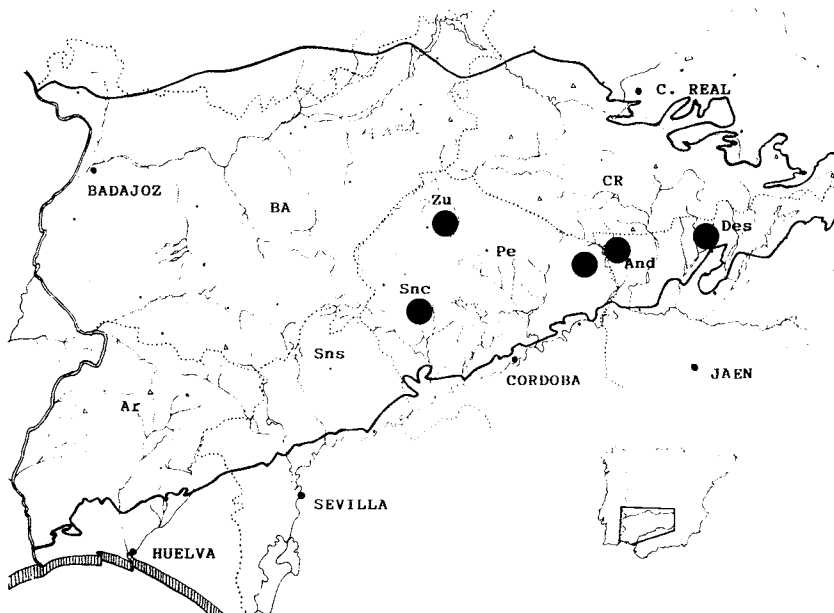 C. REAL
BADAJOZ
BA
CR
Zu
Des
Pe
And
Snc
Sns
CORDOBA
JAEN
Ar
SEVILLA
HUELVA